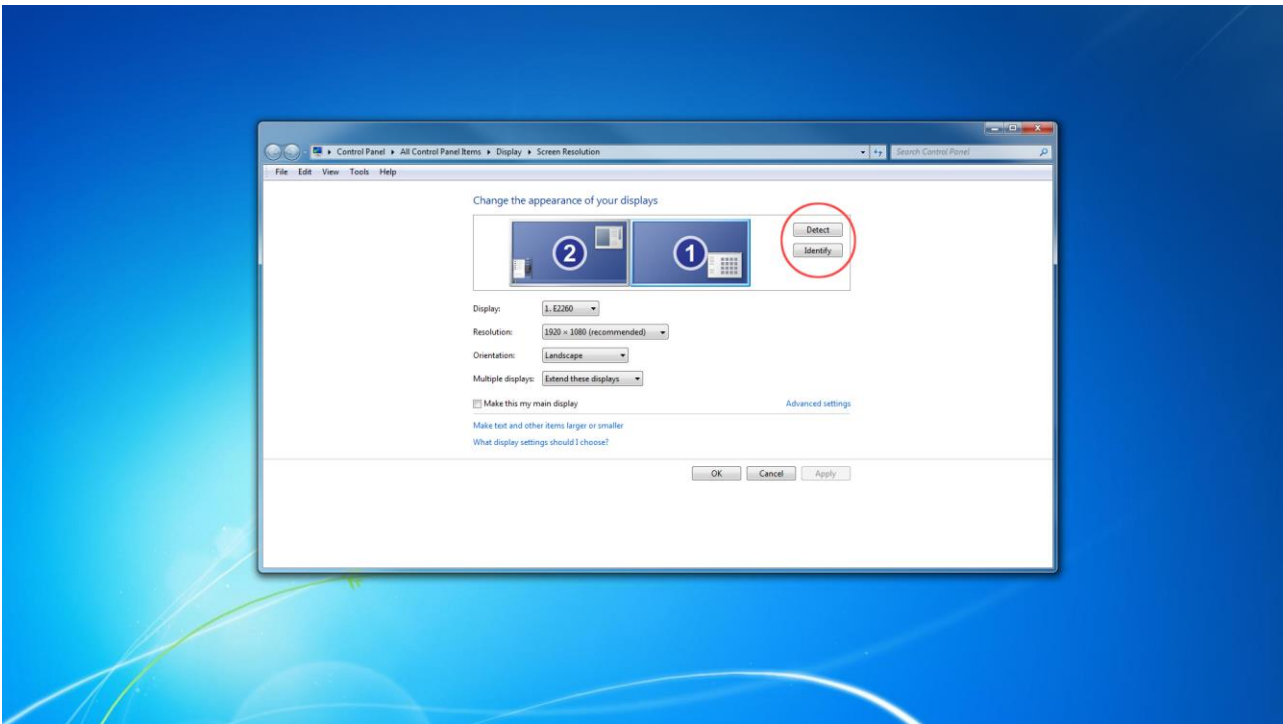 Control Panel ▸ All Control Panel Items ▸ Display ▸ Screen Resolution
Search Control Panel
File Edit View Tools Help
Change the appearance of your displays
2
1
Detect
Identify
Display: 1. E2260
Resolution: 1920 × 1080 (recommended)
Orientation: Landscape
Multiple displays: Extend these displays
Make this my main display
Advanced settings
Make text and other items larger or smaller
What display settings should I choose?
OK Cancel Apply